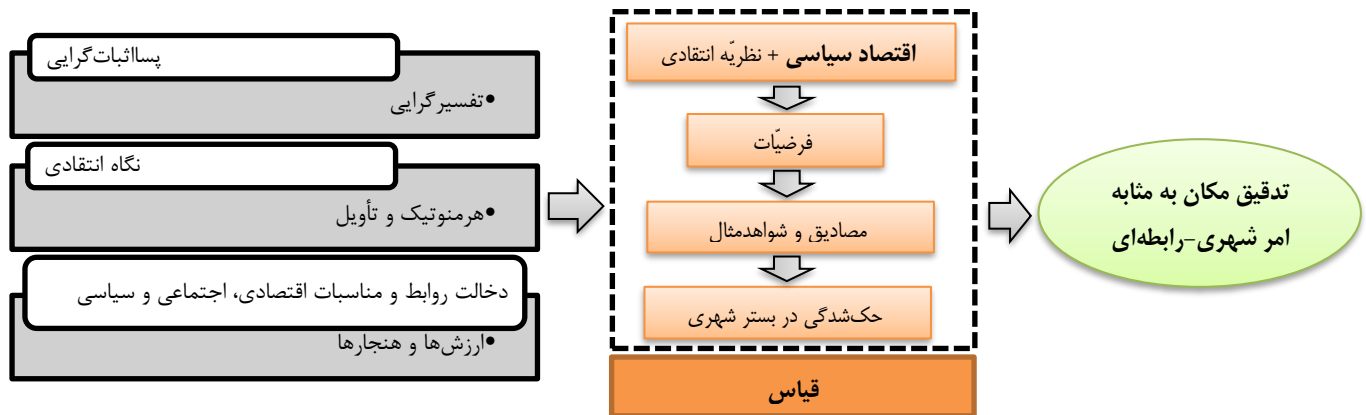 پسااثبات‌گرایی
•تفسیرگرایی
نگاه انتقادی
•هرمنوتیک و تأویل
دخالت روابط و مناسبات اقتصادی، اجتماعی و سیاسی
•ارزش‌ها و هنجارها
اقتصاد سیاسی + نظریّه انتقادی
فرضیّات
مصادیق و شواهدمثال
حک‌شدگی در بستر شهری
قیاس
تدقیق مکان به مثابه
امر شهری-رابطه‌ای